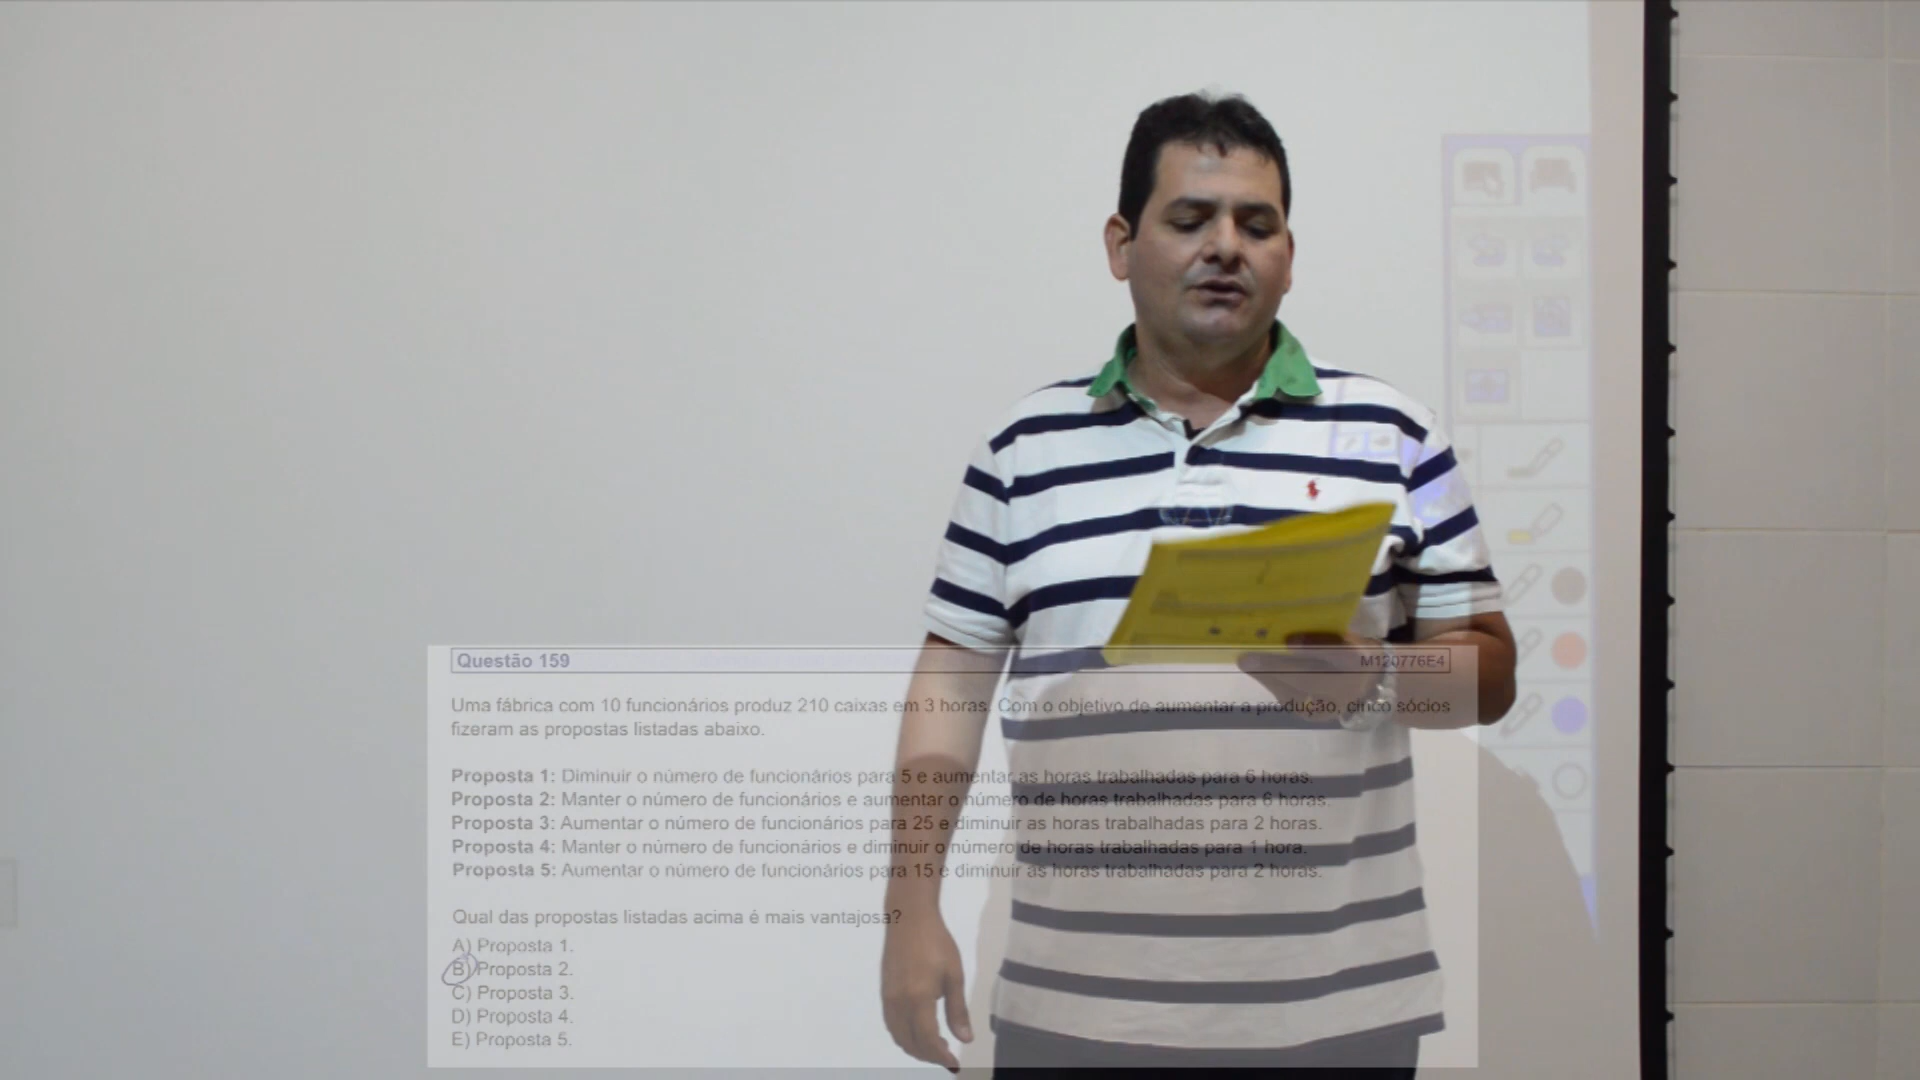 Questão 159
M120776E4
Uma fábrica com 10 funcionários produz 210 caixas em 3 horas. Com o objetivo de aumentar a produção, cinco sócios
fizeram as propostas listadas abaixo.
Proposta 1: Diminuir o número de funcionários para 5 e aumentar as horas trabalhadas para 6 horas.
Proposta 2: Manter o número de funcionários e aumentar o número de horas trabalhadas para 6 horas.
Proposta 3: Aumentar o número de funcionários para 25 e diminuir as horas trabalhadas para 2 horas.
Proposta 4: Manter o número de funcionários e diminuir o número de horas trabalhadas para 1 hora.
Proposta 5: Aumentar o número de funcionários para 15 e diminuir as horas trabalhadas para 2 horas.
Qual das propostas listadas acima é mais vantajosa?
A) Proposta 1.
B) Proposta 2.
C) Proposta 3.
D) Proposta 4.
E) Proposta 5.